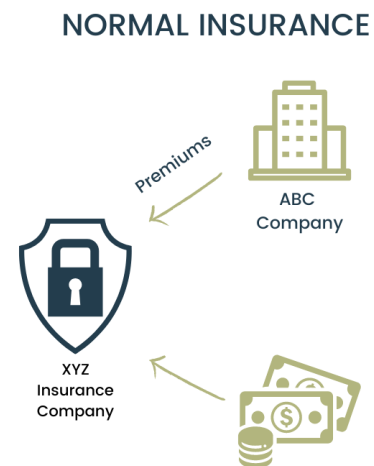 NORMAL INSURANCE
Premiums
ABC
Company
XYZ
Insurance
Company
$